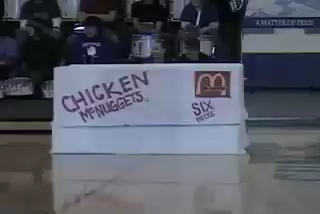 CHICKEN
McNUGGETS
SIX
PIECES
A MATTER OF PRIDE